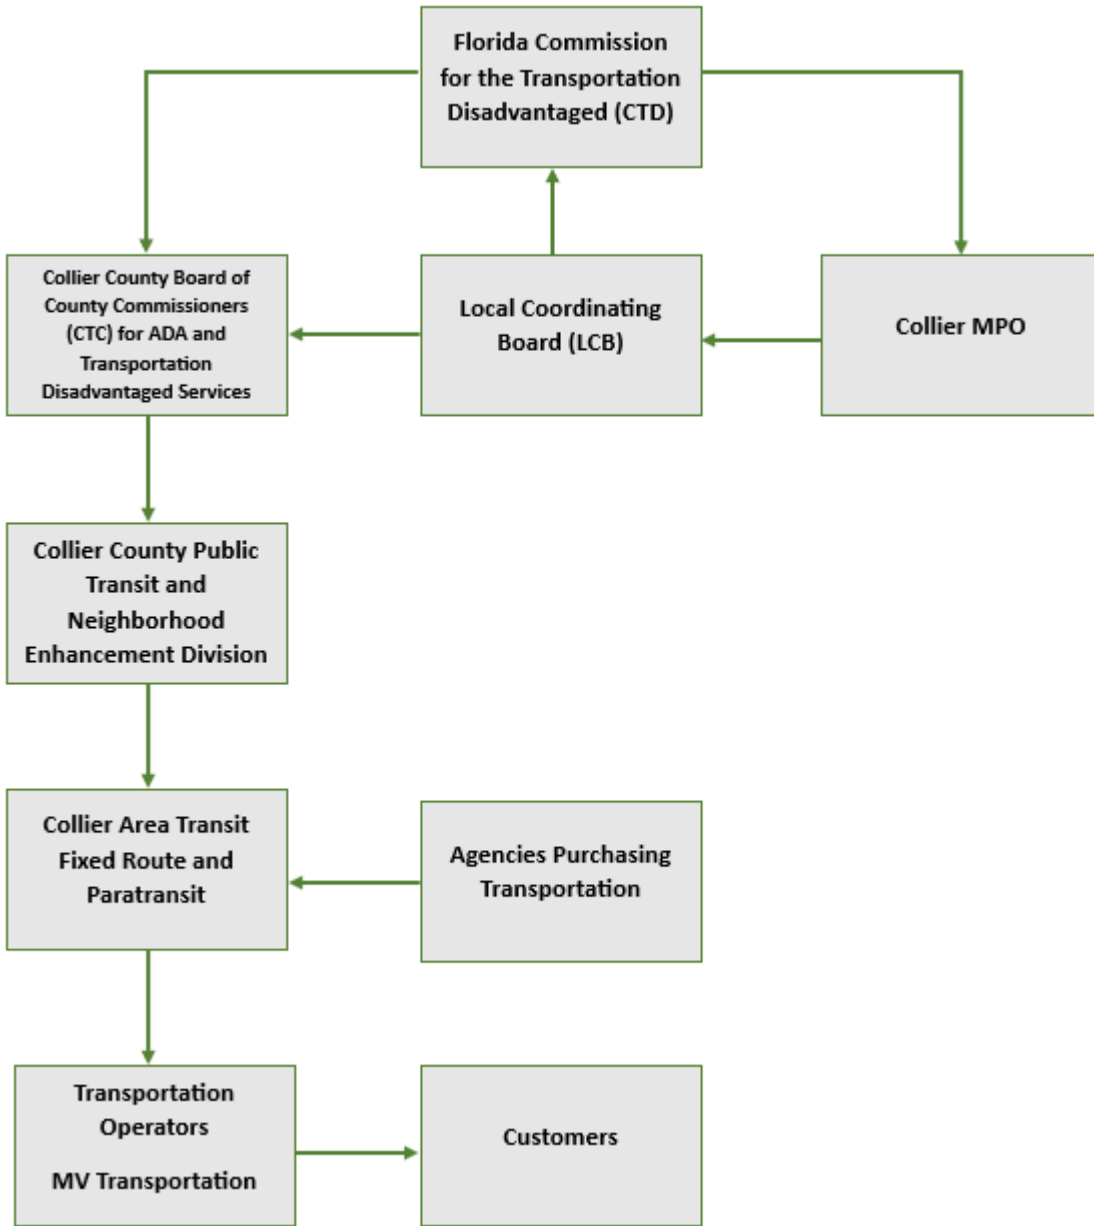 Florida Commission
for the Transportation
Disadvantaged (CTD)
Collier County Board of
County Commissioners
(CTC) for ADA and
Transportation
Disadvantaged Services
Local Coordinating
Board (LCB)
Collier MPO
Collier County Public
Transit and
Neighborhood
Enhancement Division
Collier Area Transit
Fixed Route and
Paratransit
Agencies Purchasing
Transportation
Transportation
Operators
MV Transportation
Customers